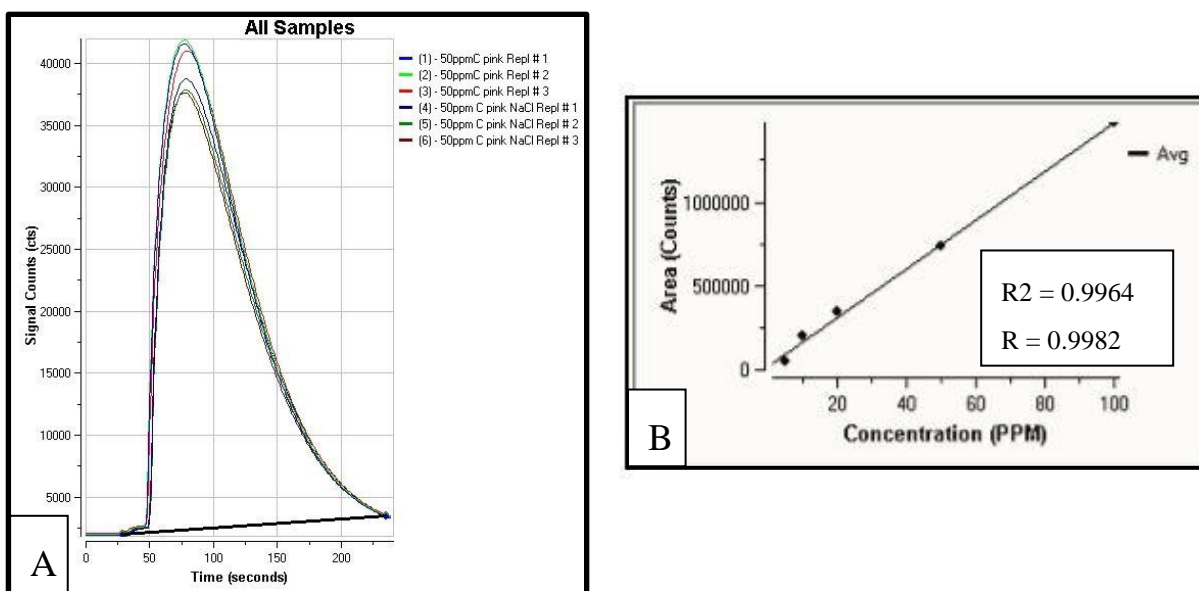 All Samples
(1) - 50ppmC pink Repl # 1
(2) - 50ppmC pink Repl # 2
(3) - 50ppmC pink Repl # 3
(4) - 50ppm C pink NaCl Repl # 1
(5) - 50ppm C pink NaCl Repl # 2
(6) - 50ppm C pink NaCl Repl # 3
Signal Counts (cts)
40000
35000
30000
25000
20000
15000
10000
5000
0 50 100 150 200
Time (seconds)
A
Avg
Area (Counts)
1000000
500000
0
R2 = 0.9964
R = 0.9982
20 40 60 80 100
Concentration (PPM)
B